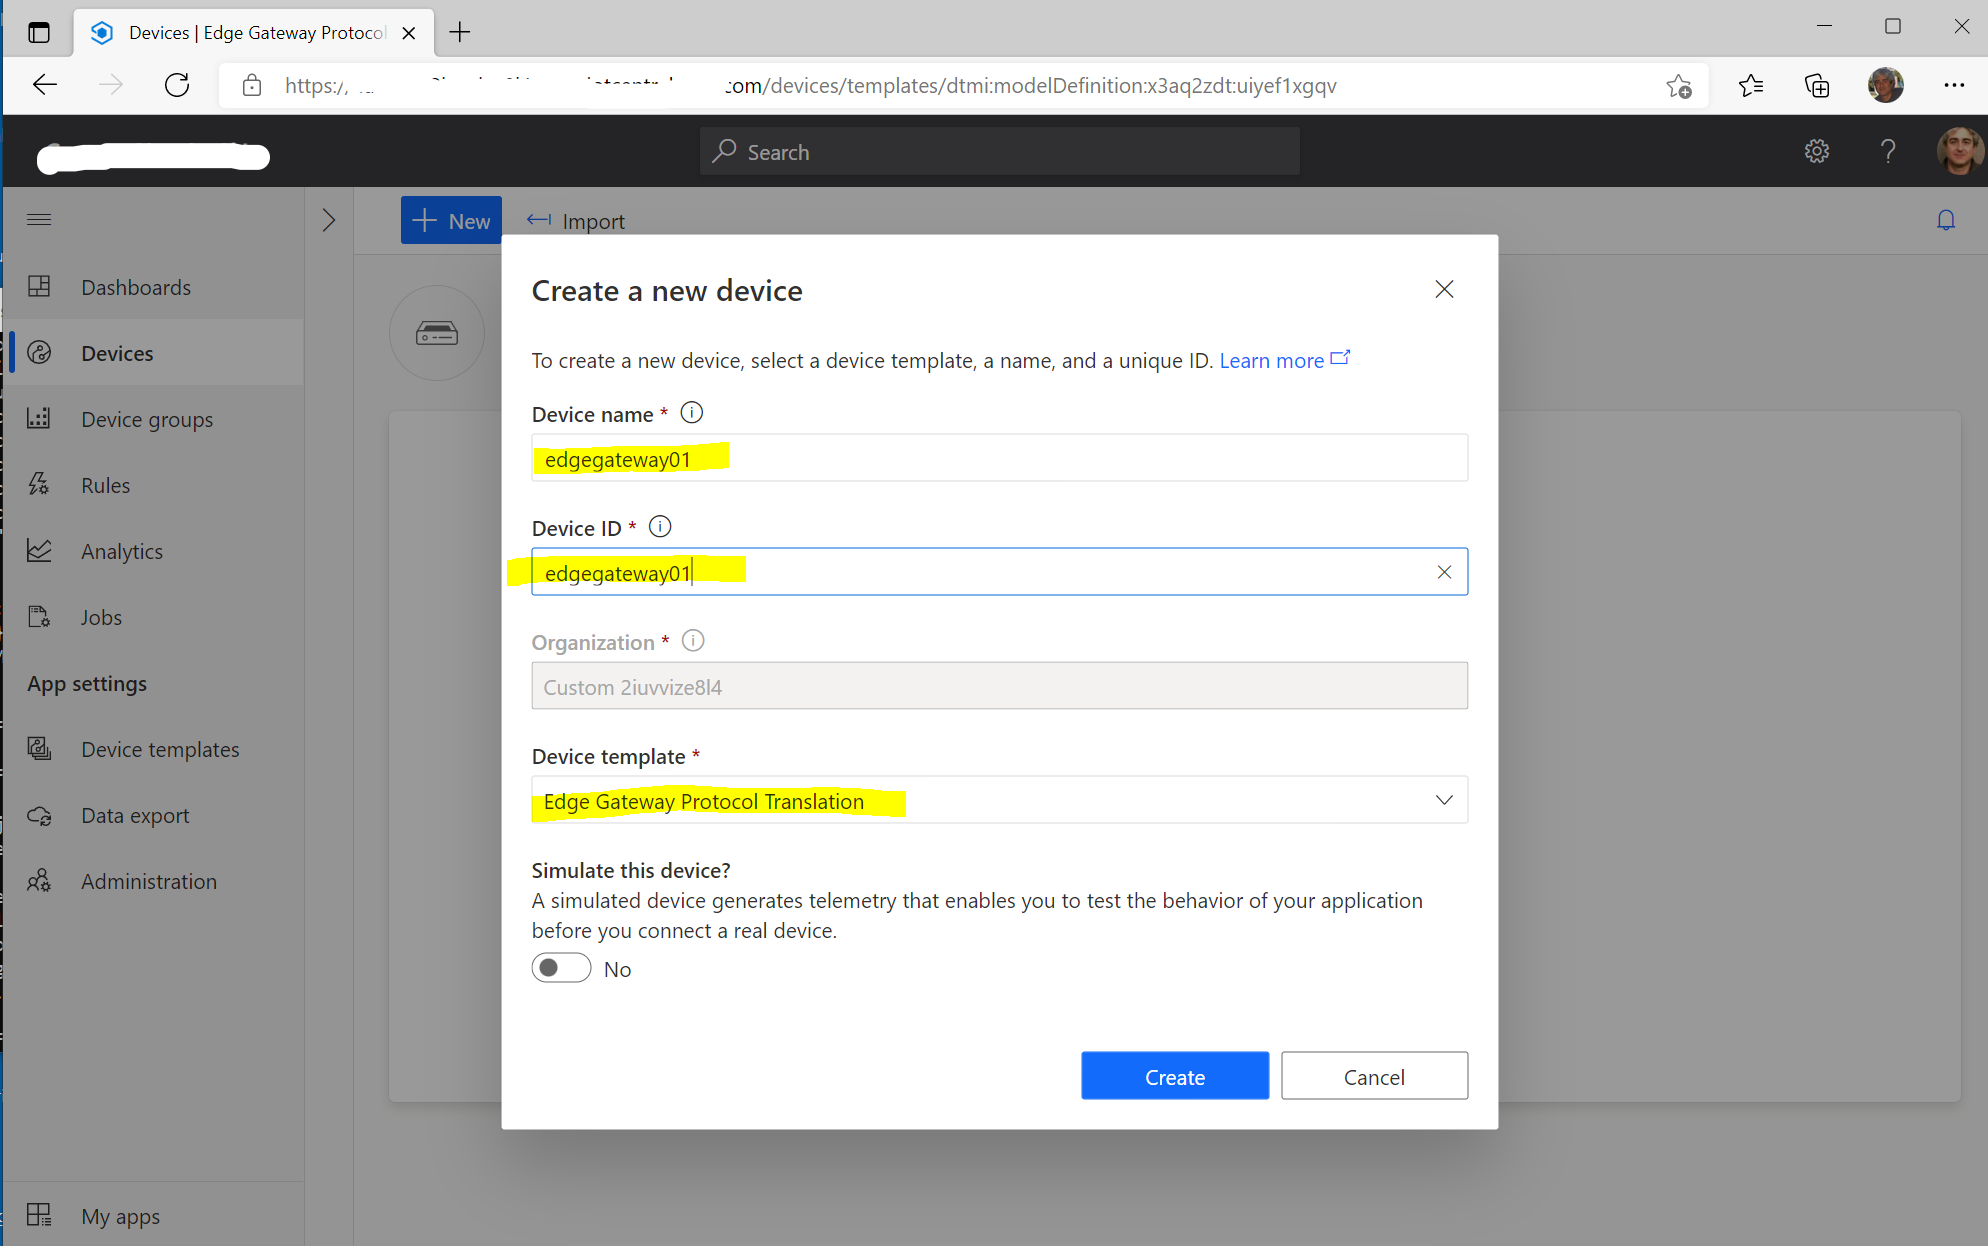 Devices | Edge Gateway Protocol
https:/
com/devices/templates/dtmi:modelDefinition:x3aq2zdt:uiyef1xgqv
Search
New
Import
Dashboards
Devices
Device groups
Rules
Analytics
Jobs
App settings
Device templates
Data export
Administration
My apps
Create a new device
To create a new device, select a device template, a name, and a unique ID. Learn more
Device name *
edgegateway01
Device ID *
edgegateway01
Organization *
Custom 2iuvvize8l4
Device template *
Edge Gateway Protocol Translation
Simulate this device?
A simulated device generates telemetry that enables you to test the behavior of your application
before you connect a real device.
No
Create
Cancel